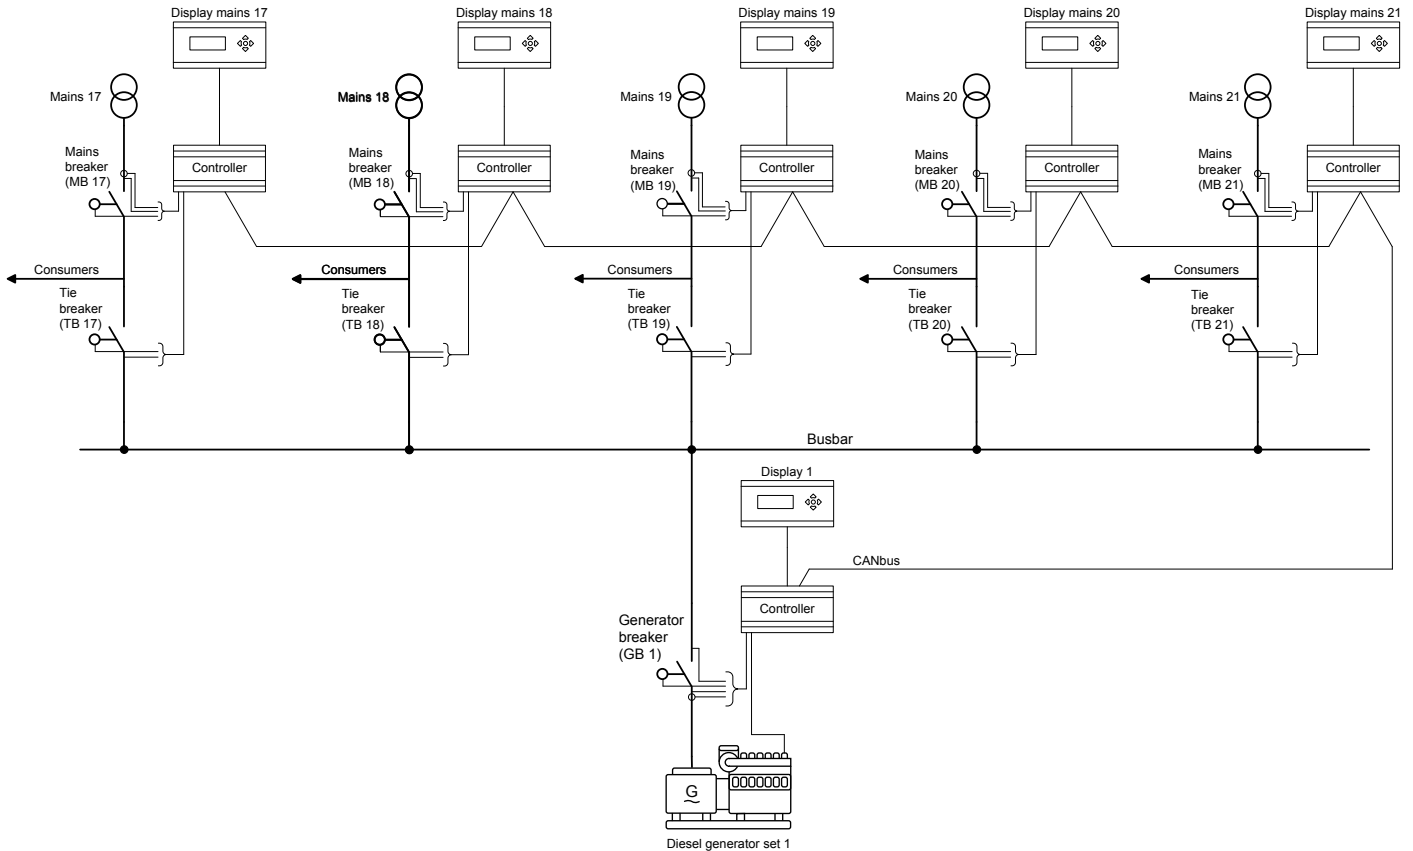 Display mains 17
Display mains 18
Display mains 19
Display mains 20
Display mains 21
Mains 17
Mains 18
Mains 19
Mains 20
Mains 21
Mains
breaker
(MB 17)
Controller
Mains
breaker
(MB 18)
Controller
Mains
breaker
(MB 19)
Controller
Mains
breaker
(MB 20)
Controller
Mains
breaker
(MB 21)
Controller
Consumers
Consumers
Consumers
Consumers
Consumers
Tie
breaker
(TB 17)
Tie
breaker
(TB 18)
Tie
breaker
(TB 19)
Tie
breaker
(TB 20)
Tie
breaker
(TB 21)
Busbar
Display 1
CANbus
Controller
Generator
breaker
(GB 1)
G
Diesel generator set 1